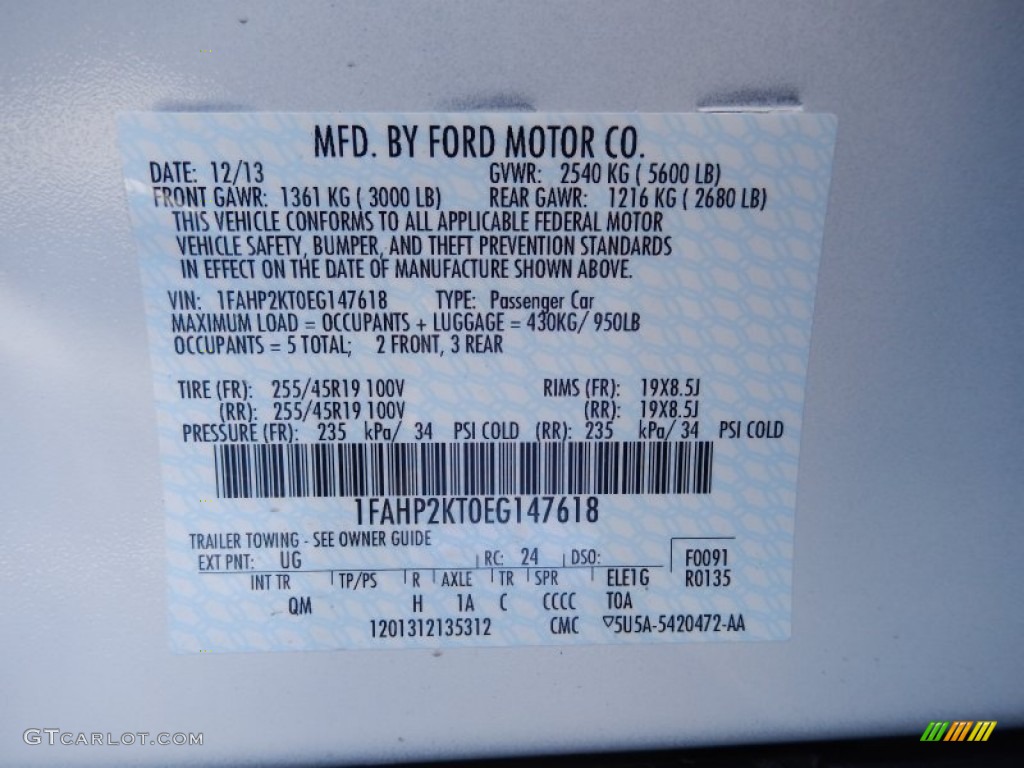 MFD. BY FORD MOTOR CO.
DATE: 12/13 GVWR: 2540 KG ( 5600 LB)
FRONT GAWR: 1361 KG ( 3000 LB) REAR GAWR: 1216 KG ( 2680 LB)
THIS VEHICLE CONFORMS TO ALL APPLICABLE FEDERAL MOTOR
VEHICLE SAFETY, BUMPER, AND THEFT PREVENTION STANDARDS
IN EFFECT ON THE DATE OF MANUFACTURE SHOWN ABOVE.
VIN: 1FAHP2KT0EG147618 TYPE: Passenger Car
MAXIMUM LOAD = OCCUPANTS + LUGGAGE = 430KG/ 950LB
OCCUPANTS = 5 TOTAL; 2 FRONT, 3 REAR
TIRE (FR): 255/45R19 100V RIMS (FR): 19X8.5J
(RR): 255/45R19 100V (RR): 19X8.5J
PRESSURE (FR): 235 kPa/ 34 PSI COLD (RR): 235 kPa/ 34 PSI COLD
1FAHP2KT0EG147618
TRAILER TOWING - SEE OWNER GUIDE
EXT PNT: UG RC: 24 DSO: F0091
INT TR TP/PS R AXLE TR SPR ELE1G R0135
QM H 1A C CCCC TOA
1201312135312 CMC ▽5U5A-5420472-AA
GTCARLOT.COM